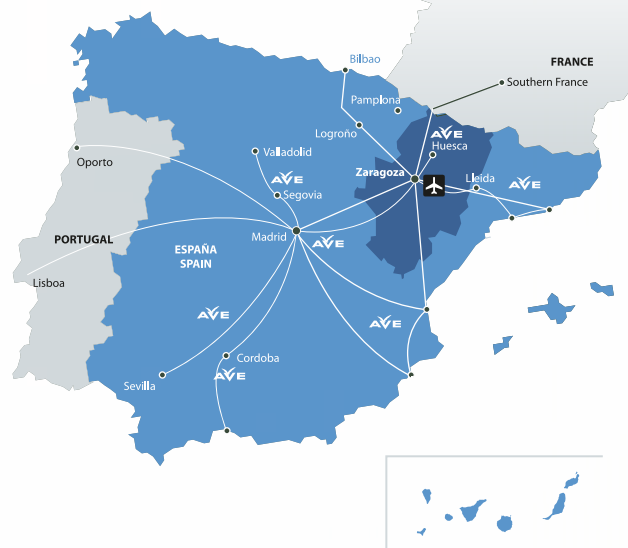 Bilbao
FRANCE
Southern France
Pamplona
Logroño
AVE
Huesca
Oporto
Valladolid
Zaragoza
Lleida
AVE
AVE
Segovia
PORTUGAL
ESPAÑA
SPAIN
Madrid
AVE
Lisboa
AVE
AVE
Cordoba
AVE
Sevilla